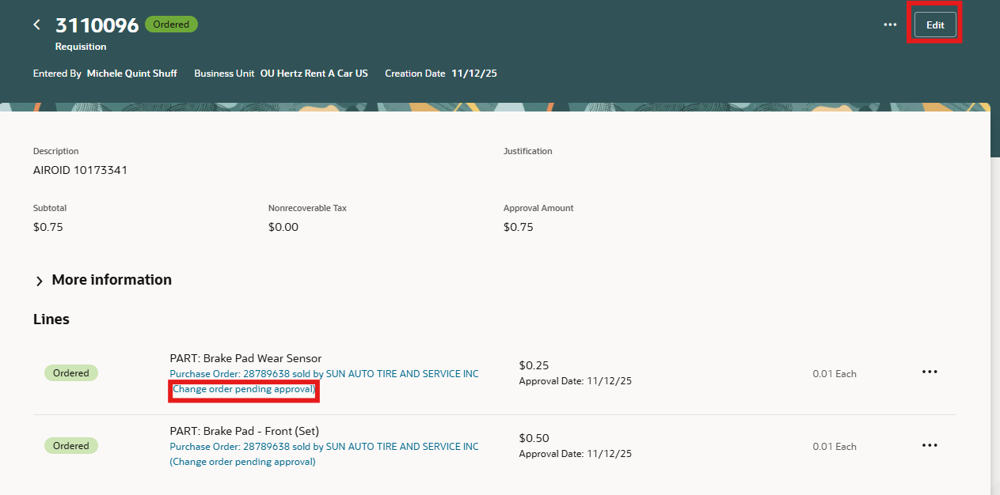 3110096 Ordered
Edit
Requisition
Entered By Michele Quint Shuff Business Unit OU Hertz Rent A Car US Creation Date 11/12/25
Description Justification
AIROID 10173341
Subtotal Nonrecoverable Tax Approval Amount
$0.75 $0.00 $0.75
More information
Lines
PART: Brake Pad Wear Sensor
Ordered Purchase Order: 28789638 sold by SUN AUTO TIRE AND SERVICE INC
(Change order pending approval)
$0.25
Approval Date: 11/12/25
0.01 Each
PART: Brake Pad - Front (Set)
Ordered Purchase Order: 28789638 sold by SUN AUTO TIRE AND SERVICE INC
(Change order pending approval)
$0.50
Approval Date: 11/12/25
0.01 Each